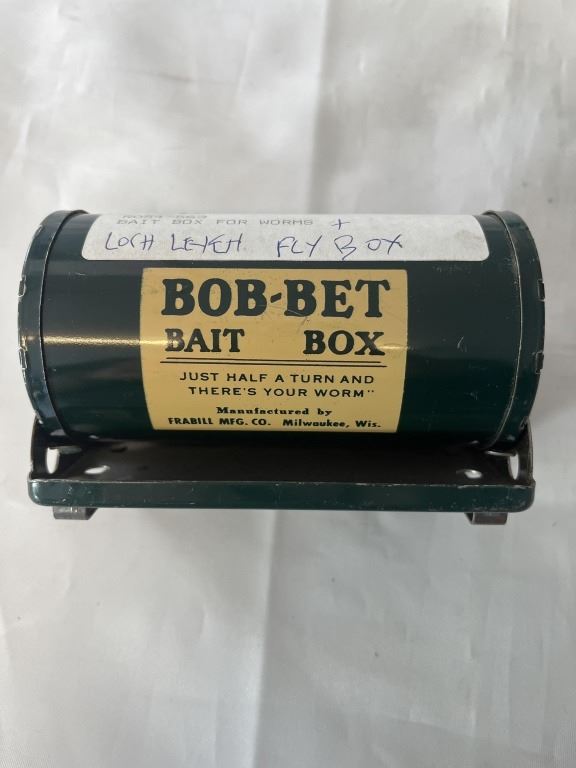 BAIT BOX FOR WORMS +
LOCH LEVEN FLY BOX
BOB-BET
BAIT BOX
JUST HALF A TURN AND
THERE'S YOUR WORM"
Manufactured by
FRABILL MFG. CO. Milwaukee, Wis.